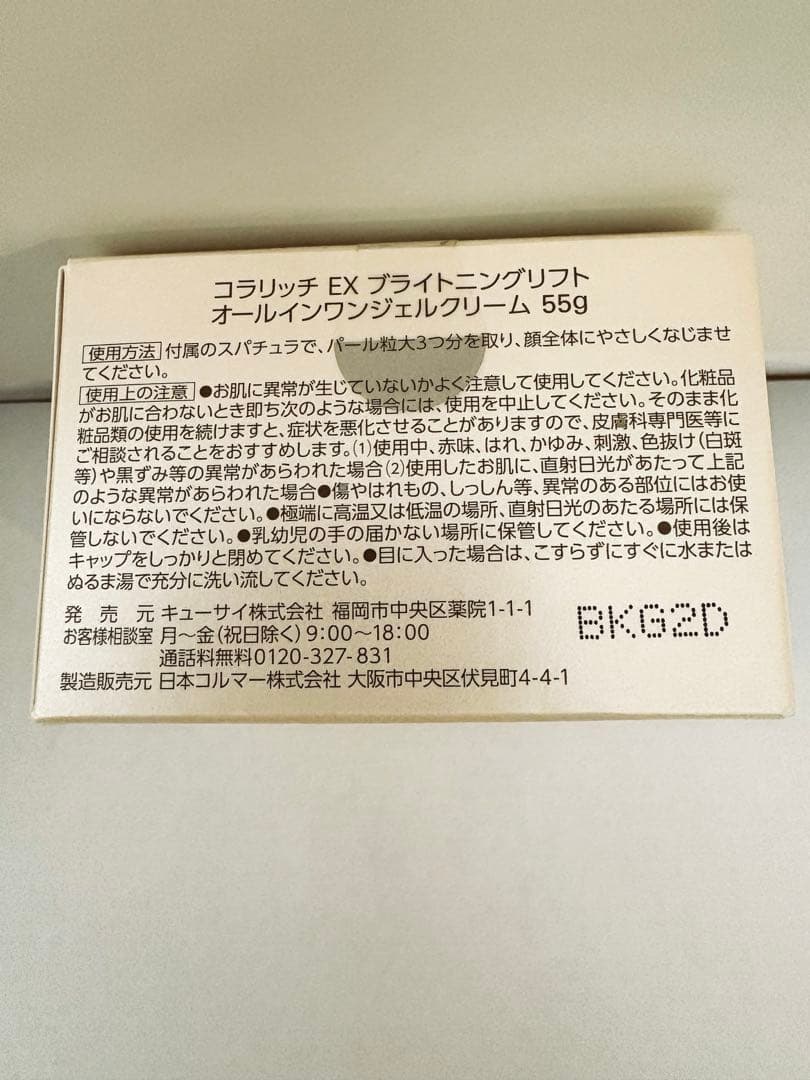 コラリッチ EX ブライトニングリフト
オールインワンジェルクリーム 55g
使用方法 付属のスパチュラで、パール粒大3つ分を取り、顔全体にやさしくなじませ
てください。
使用上の注意 ●お肌に異常が生じていないかよく注意して使用してください。化粧品
がお肌に合わないとき即ち次のような場合には、使用を中止してください。そのまま化
粧品類の使用を続けますと、症状を悪化させることがありますので、皮膚科専門医等に
ご相談されることをおすすめします。(1)使用中、赤味、はれ、かゆみ、刺激、色抜け(白斑
等)や黒ずみ等の異常があらわれた場合(2)使用したお肌に、直射日光があたって上記
のような異常があらわれた場合●傷やはれもの、しっしん等、異常のある部位にはお使
いにならないでください。●極端に高温又は低温の場所、直射日光のあたる場所には保
管しないでください。●乳幼児の手の届かない場所に保管してください。●使用後は
キャップをしっかりと閉めてください。●目に入った場合は、こすらずにすぐに水または
ぬるま湯で充分に洗い流してください。
発売元 キューサイ株式会社 福岡市中央区薬院1-1-1
お客様相談室 月〜金(祝日除く)9:00〜18:00
通話料無料0120-327-831
製造販売元 日本コルマー株式会社 大阪市中央区伏見町4-4-1
BKG2D